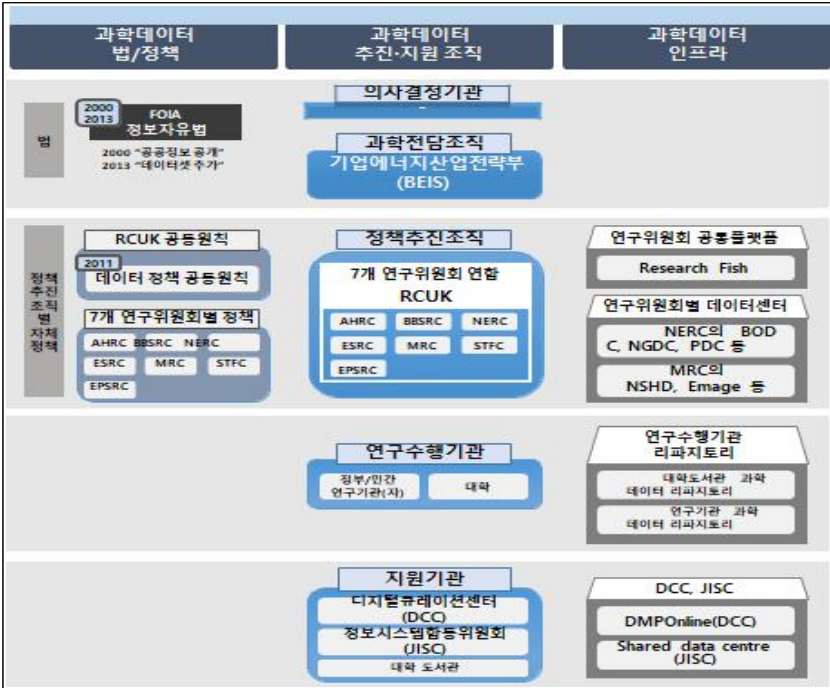 과학데이터
법/정책
과학데이터
추진·지원 조직
과학데이터
인프라
법
2000
2013
FOIA
정보자유법
2000 “공공정보 공개”
2013 “데이터셋 추가”
의사결정기관
-
과학전담조직
기업에너지산업전략부
(BEIS)
정책
추진
조직
별
자체
정책
RCUK 공동원칙
2011
데이터 정책 공동원칙
7개 연구위원회별 정책
AHRC BBSRC NERC
ESRC MRC STFC
EPSRC
정책추진조직
7개 연구위원회 연합
RCUK
AHRC BBSRC NERC
ESRC MRC STFC
EPSRC
연구위원회 공통플랫폼
Research Fish
연구위원회별 데이터센터
NERC의 BOD
C, NGDC, PDC 등
MRC의
NSHD, Emage 등
연구수행기관
정부/민간
연구기관(자)
대학
연구수행기관
리파지토리
대학도서관 과학
데이터 리파지토리
연구기관 과학
데이터 리파지토리
지원기관
디지털큐레이션센터
(DCC)
정보시스템합동위원회
(JISC)
대학 도서관
DCC, JISC
DMPOnline(DCC)
Shared data centre
(JISC)